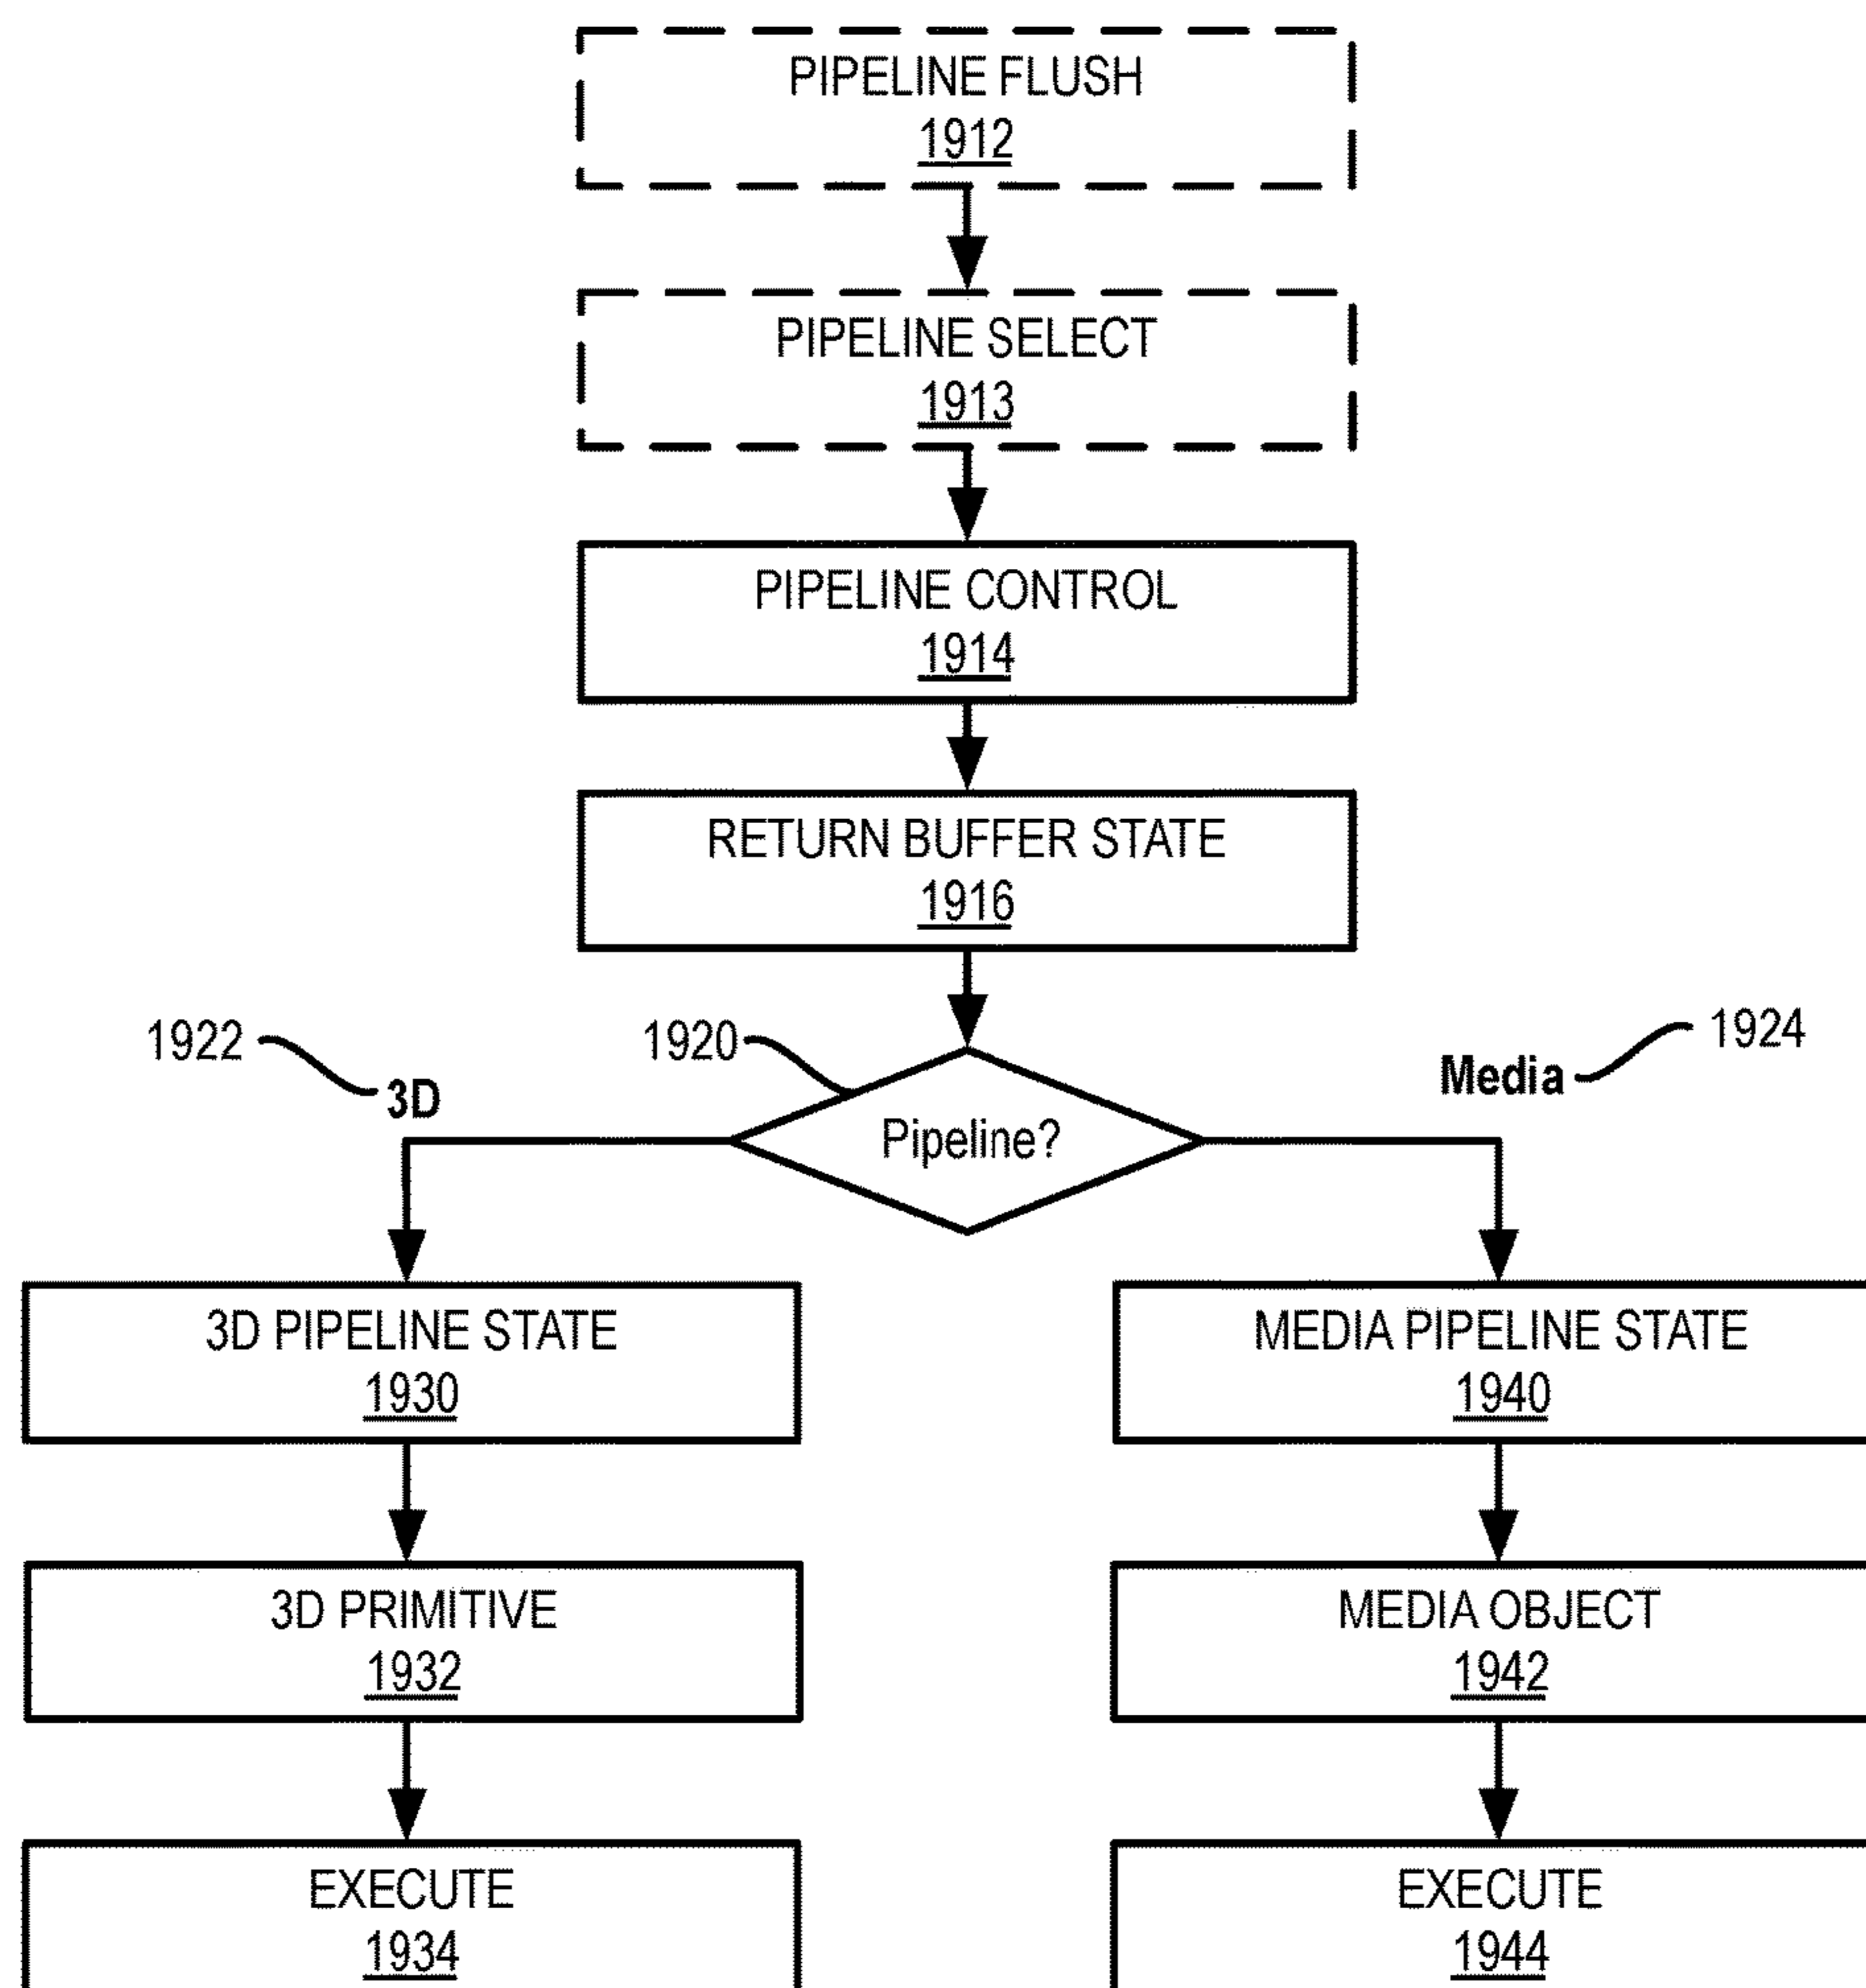 PIPELINE FLUSH
1912
PIPELINE SELECT
1913
PIPELINE CONTROL
1914
RETURN BUFFER STATE
1916
1922
3D
1920
Pipeline?
Media
1924
3D PIPELINE STATE
1930
MEDIA PIPELINE STATE
1940
3D PRIMITIVE
1932
MEDIA OBJECT
1942
EXECUTE
1934
EXECUTE
1944